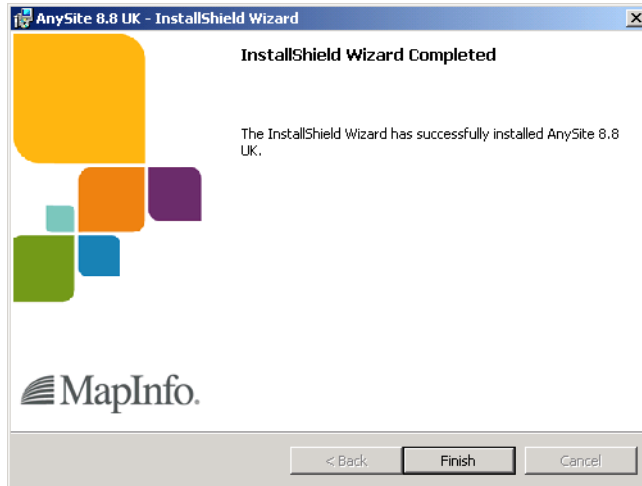 AnySite 8.8 UK - InstallShield Wizard
InstallShield Wizard Completed
The InstallShield Wizard has successfully installed AnySite 8.8
UK.
MapInfo.
< Back
Finish
Cancel